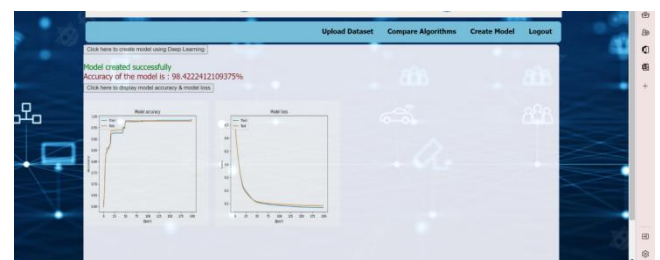 Upload Dataset Compare Algorithms Create Model Logout
Click here to create model using Deep Learning
Model created successfully
Accuracy of the model is : 98.4222412109375%
Click here to display model accuracy & model loss
Model accuracy
Train
Test
Epoch
Model loss
Train
Test
Epoch